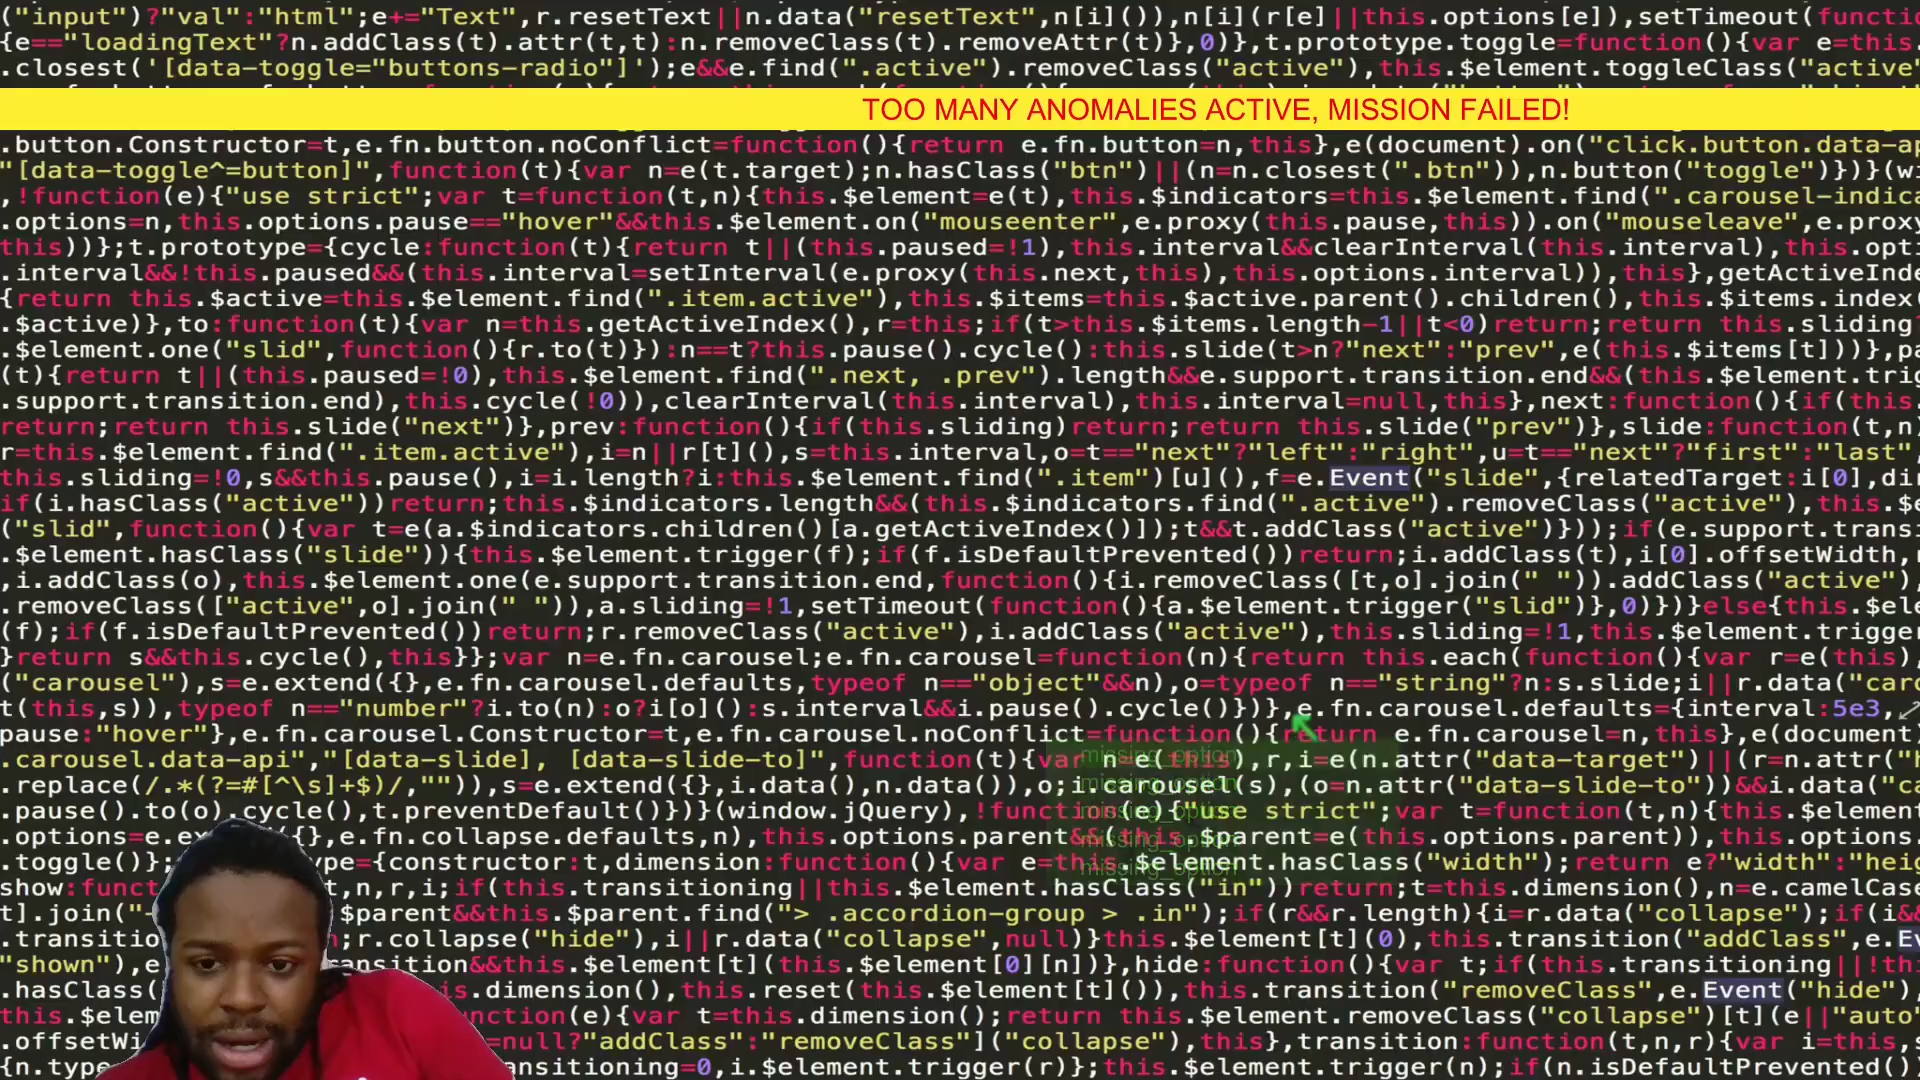 ("input")?"val":"html";e+="Text",r.resetText||n.data("resetText",n[i]()),n[i](r[e]||this.options[e]),setTimeout(functio
{e=="loadingText"?n.addClass(t).attr(t,t):n.removeClass(t).removeAttr(t)},0)},t.prototype.toggle=function(){var e=this.
.closest('[data-toggle="buttons-radio"]');e&&e.find(".active").removeClass("active"),this.$element.toggleClass("active"
TOO MANY ANOMALIES ACTIVE, MISSION FAILED!
.button.Constructor=t,e.fn.button.noConflict=function(){return e.fn.button=n,this},e(document).on("click.button.data-ap
"[data-toggle^=button]",function(t){var n=e(t.target);n.hasClass("btn")||(n=n.closest(".btn")),n.button("toggle")})}(wi
,!function(e){"use strict";var t=function(t,n){this.$element=e(t),this.$indicators=this.$element.find(".carousel-indica
.options=n,this.options.pause=="hover"&&this.$element.on("mouseenter",e.proxy(this.pause,this)).on("mouseleave",e.proxy
this))};t.prototype={cycle:function(t){return t||(this.paused=!1),this.interval&&clearInterval(this.interval),this.opti
.interval&&!this.paused&&(this.interval=setInterval(e.proxy(this.next,this),this.options.interval)),this},getActiveInde
{return this.$active=this.$element.find(".item.active"),this.$items=this.$active.parent().children(),this.$items.index(
.$active)},to:function(t){var n=this.getActiveIndex(),r=this;if(t>this.$items.length-1||t<0)return;return this.sliding?
.$element.one("slid",function(){r.to(t)}):n==t?this.pause().cycle():this.slide(t>n?"next":"prev",e(this.$items[t]))},pa
(t){return t||(this.paused=!0),this.$element.find(".next, .prev").length&&e.support.transition.end&&(this.$element.trig
.support.transition.end),this.cycle(!0)),clearInterval(this.interval),this.interval=null,this},next:function(){if(this.
return;return this.slide("next")},prev:function(){if(this.sliding)return;return this.slide("prev")},slide:function(t,n)
r=this.$element.find(".item.active"),i=n||r[t](),s=this.interval,o=t=="next"?"left":"right",u=t=="next"?"first":"last",
this.sliding=!0,s&&this.pause(),i=i.length?i:this.$element.find(".item")[u](),f=e.Event("slide",{relatedTarget:i[0],dir
if(i.hasClass("active"))return;this.$indicators.length&&(this.$indicators.find(".active").removeClass("active"),this.$e
("slid",function(){var t=e(a.$indicators.children()[a.getActiveIndex()]);t&&t.addClass("active")}));if(e.support.transi
.$element.hasClass("slide")){this.$element.trigger(f);if(f.isDefaultPrevented())return;i.addClass(t),i[0].offsetWidth,
,i.addClass(o),this.$element.one(e.support.transition.end,function(){i.removeClass([t,o].join(" ")).addClass("active")
.removeClass(["active",o].join(" ")),a.sliding=!1,setTimeout(function(){a.$element.trigger("slid")},0)})}else{this.$ele
(f);if(f.isDefaultPrevented())return;r.removeClass("active"),i.addClass("active"),this.sliding=!1,this.$element.trigger
}return s&&this.cycle(),this}};var n=e.fn.carousel;e.fn.carousel=function(n){return this.each(function(){var r=e(this),
("carousel"),s=e.extend({},e.fn.carousel.defaults,typeof n=="object"&&n),o=typeof n=="string"?n:s.slide;i||r.data("caro
t(this,s)),typeof n=="number"?i.to(n):o?i[o]():s.interval&&i.pause().cycle()})},e.fn.carousel.defaults={interval:5e3,
pause:"hover"},e.fn.carousel.Constructor=t,e.fn.carousel.noConflict=function(){return e.fn.carousel=n,this},e(document)
.carousel.data-api","[data-slide], [data-slide-to]",function(t){var n=e(this),r,i=e(n.attr("data-target")||(r=n.attr("h
missing_option
.replace(/.*(?=#[^\s]+$)/, "")),s=e.extend({},i.data(),n.data()),o;i.carousel(s),(o=n.attr("data-slide-to"))&&i.data("ca
missing_option
.pause().to(o).cycle(),t.preventDefault()})}(window.jQuery),!function(e){"use strict";var t=function(t,n){this.$element
missing_option
.options=e.ex ({},e.fn.collapse.defaults,n),this.options.parent&&(this.$parent=e(this.options.parent)),this.options
missing_option
.toggle()}; ype={constructor:t,dimension:function(){var e=this.$element.hasClass("width");return e?"width":"heig
missing_option
show:funct t,n,r,i;if(this.transitioning||this.$element.hasClass("in"))return;t=this.dimension(),n=e.camelCase
t].join("- $parent&&this.$parent.find("> .accordion-group > .in");if(r&&r.length){i=r.data("collapse");if(i&&
.transitio ;r.collapse("hide"),i||r.data("collapse",null)}this.$element[t](0),this.transition("addClass",e.Ev
"shown"),e ansition&&this.$element[t](this.$element[0][n])},hide:function(){var t;if(this.transitioning||!thi
.hasClass( is.dimension(),this.reset(this.$element[t]()),this.transition("removeClass",e.Event("hide"),
this.$elem nction(e){var t=this.dimension();return this.$element.removeClass("collapse")[t](e||"auto"
.offsetWi =null?"addClass":"removeClass"]("collapse"),this},transition:function(t,n,r){var i=this,s
{n.type nsitioning=0,i.$element.trigger(r)};this.$element.trigger(n);if(n.isDefaultPrevented()